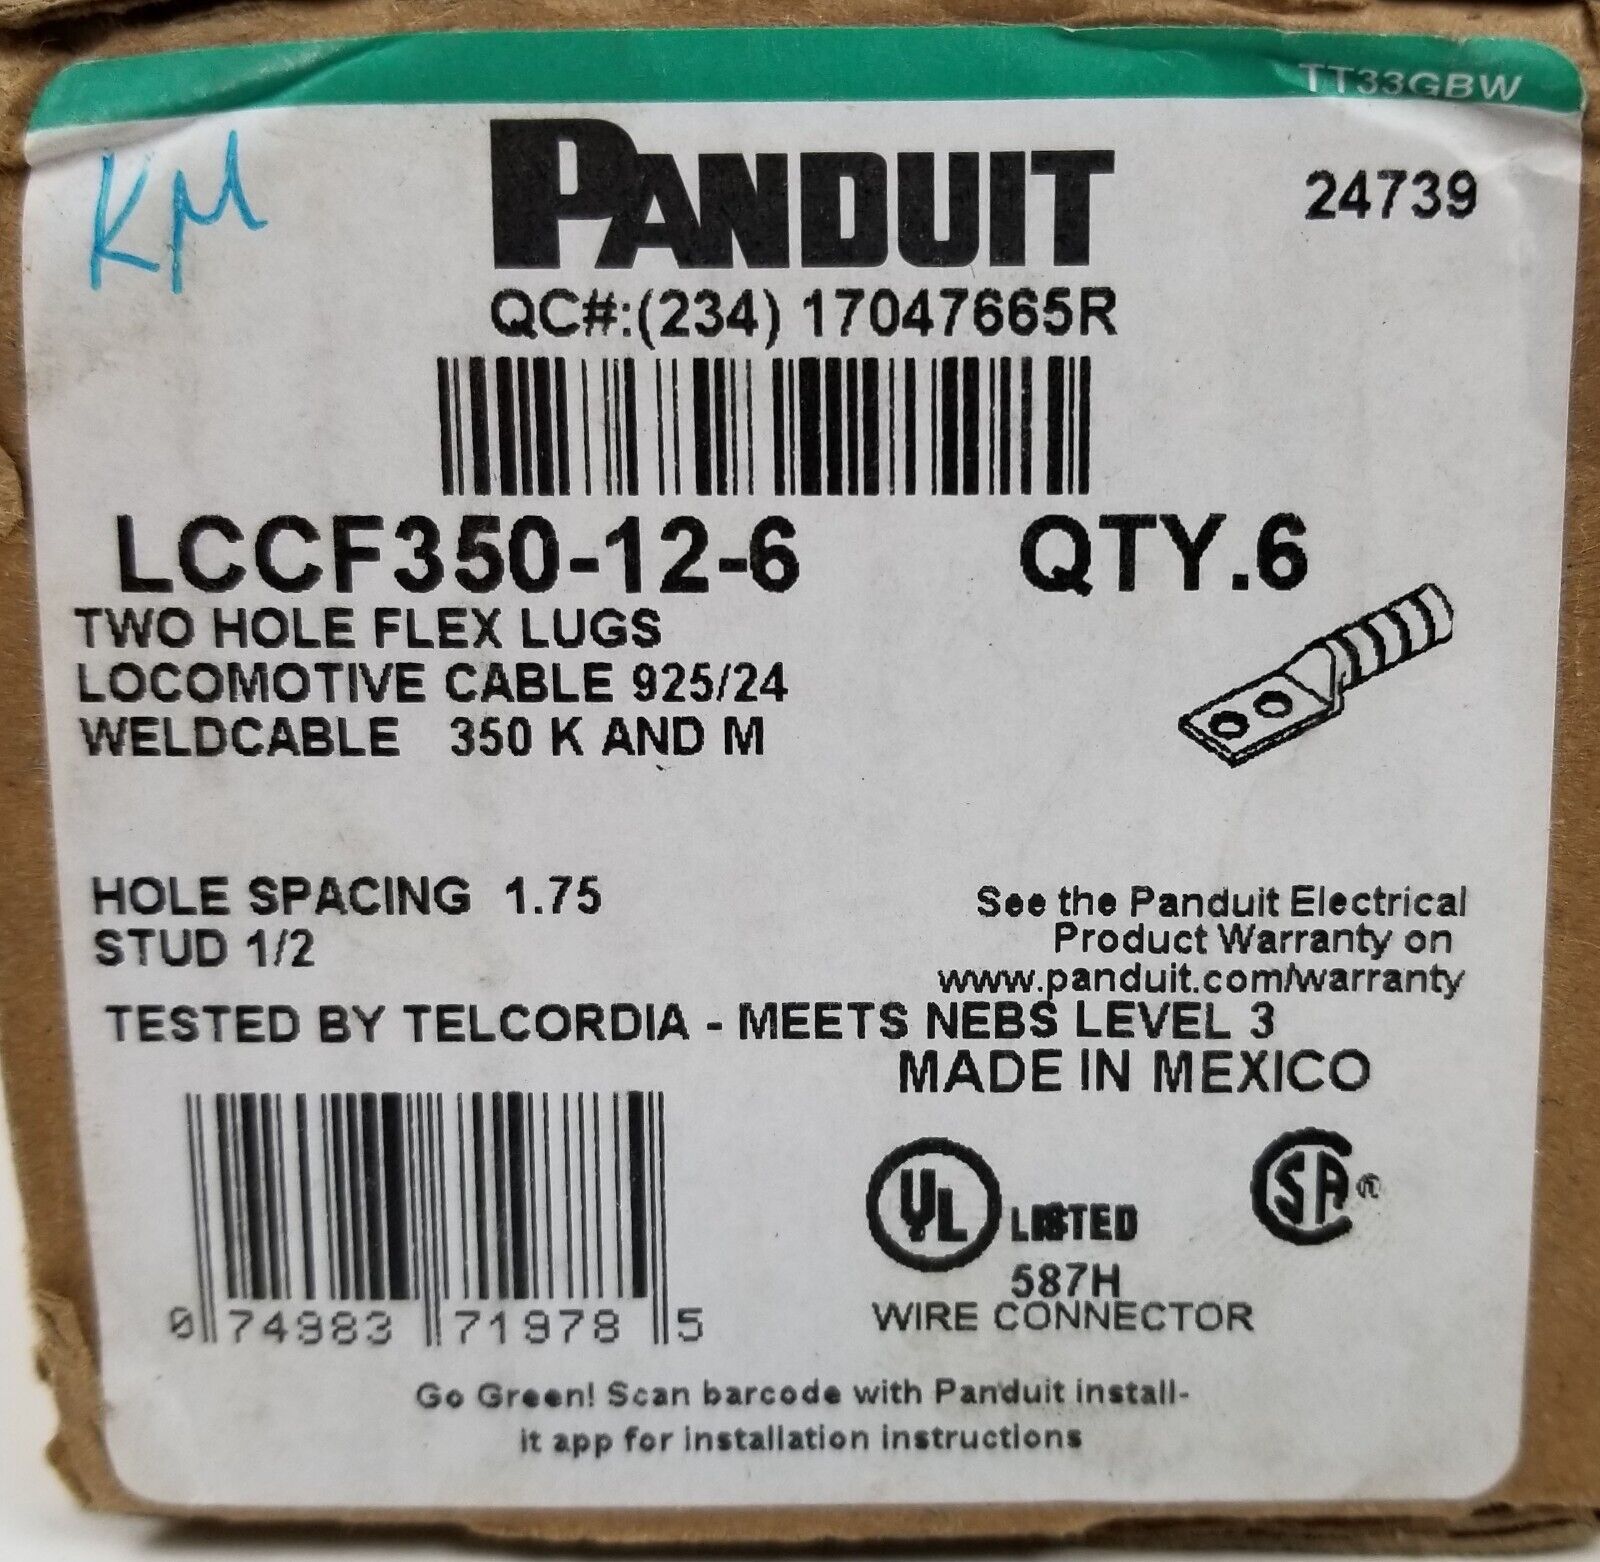 TT33GBW
KM
PANDUIT
24739
QC#:(234) 17047665R
LCCF350-12-6 QTY.6
TWO HOLE FLEX LUGS
LOCOMOTIVE CABLE 925/24
WELDCABLE 350 K AND M
HOLE SPACING 1.75
STUD 1/2
See the Panduit Electrical
Product Warranty on
www.panduit.com/warranty
TESTED BY TELCORDIA - MEETS NEBS LEVEL 3
MADE IN MEXICO
UL LISTED
587H
WIRE CONNECTOR
CSA ®
0 74983 71978 5
Go Green! Scan barcode with Panduit install-
it app for installation instructions